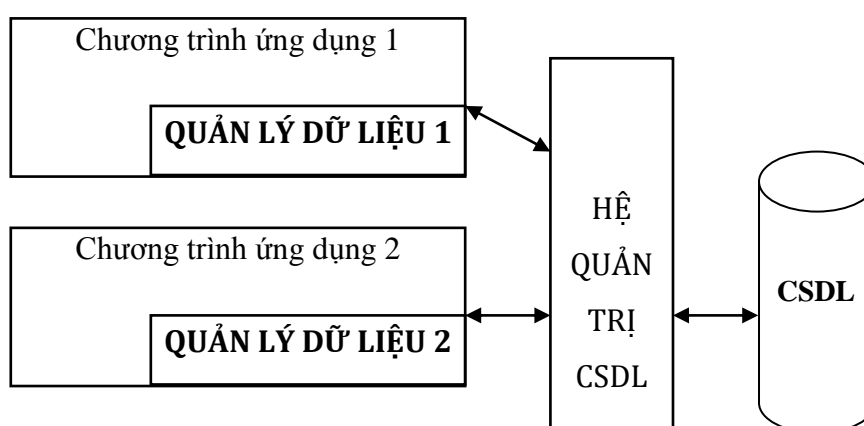 Chương trình ứng dụng 1
QUẢN LÝ DỮ LIỆU 1
Chương trình ứng dụng 2
QUẢN LÝ DỮ LIỆU 2
HỆ
QUẢN
TRỊ
CSDL
CSDL